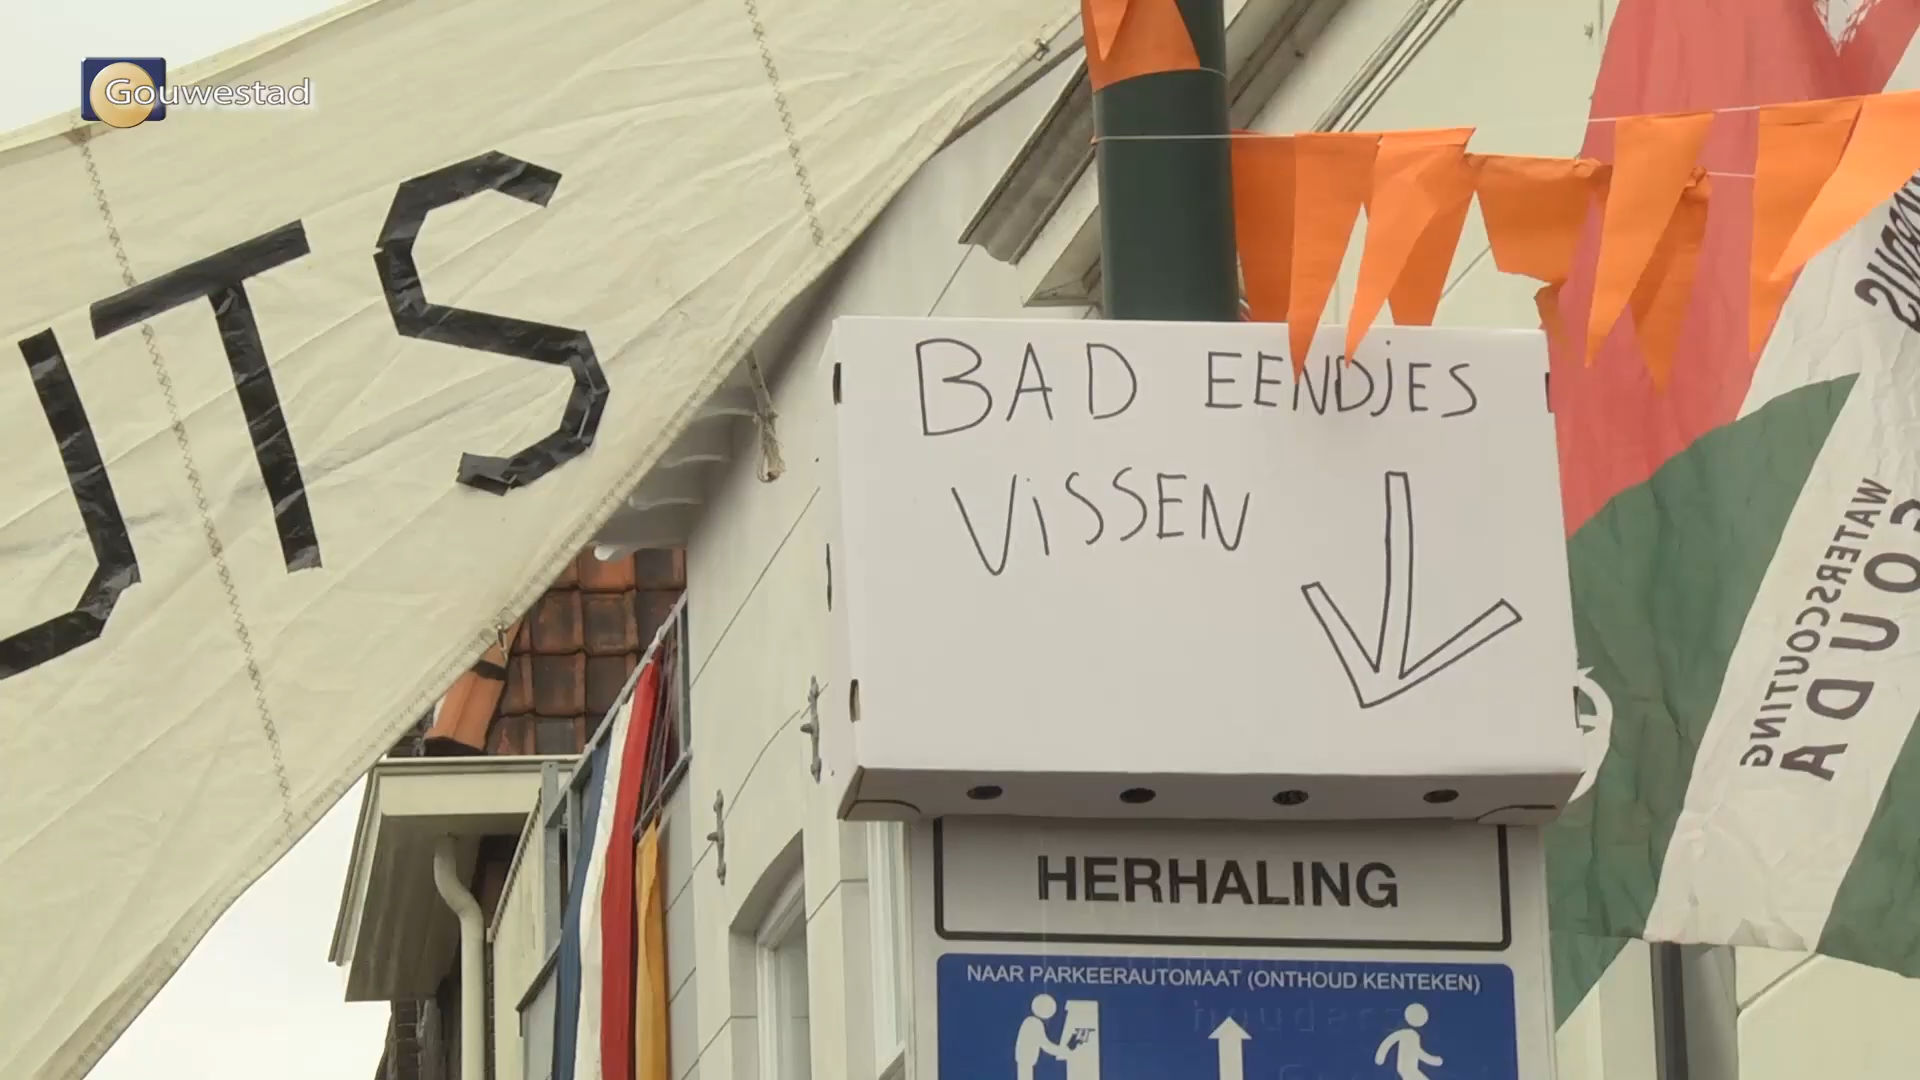 Gouwestad
UTS
BAD EENDJES
VISSEN
HERHALING
NAAR PARKEERAUTOMAAT (ONTHOUD KENTEKEN)
WATERSCOUTING
GOUDA